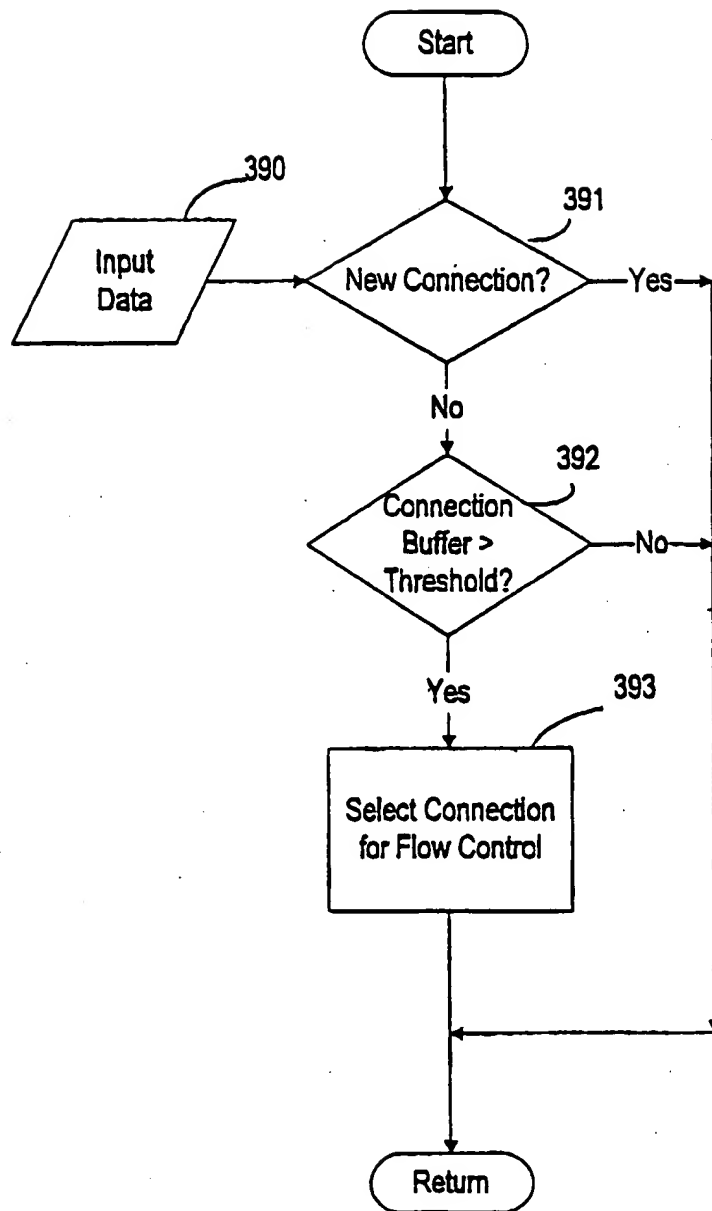 Start
390
391
Input
Data
New Connection?
Yes
No
392
Connection
Buffer >
Threshold?
No
Yes
393
Select Connection
for Flow Control
Return